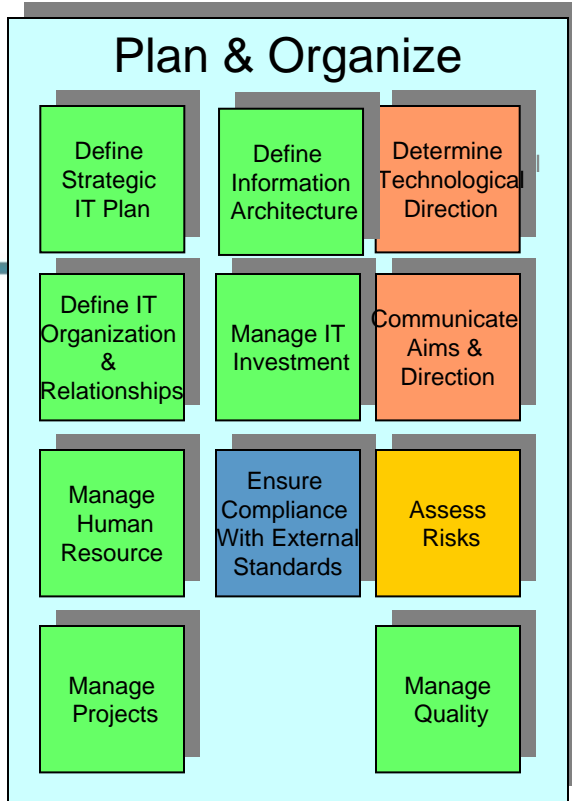 Plan & Organize
Define
Strategic
IT Plan
Define
Information
Architecture
Determine
Technological
Direction
Define IT
Organization
&
Relationships
Manage IT
Investment
Communicate
Aims &
Direction
Manage
Human
Resource
Ensure
Compliance
With External
Standards
Assess
Risks
Manage
Projects
Manage
Quality